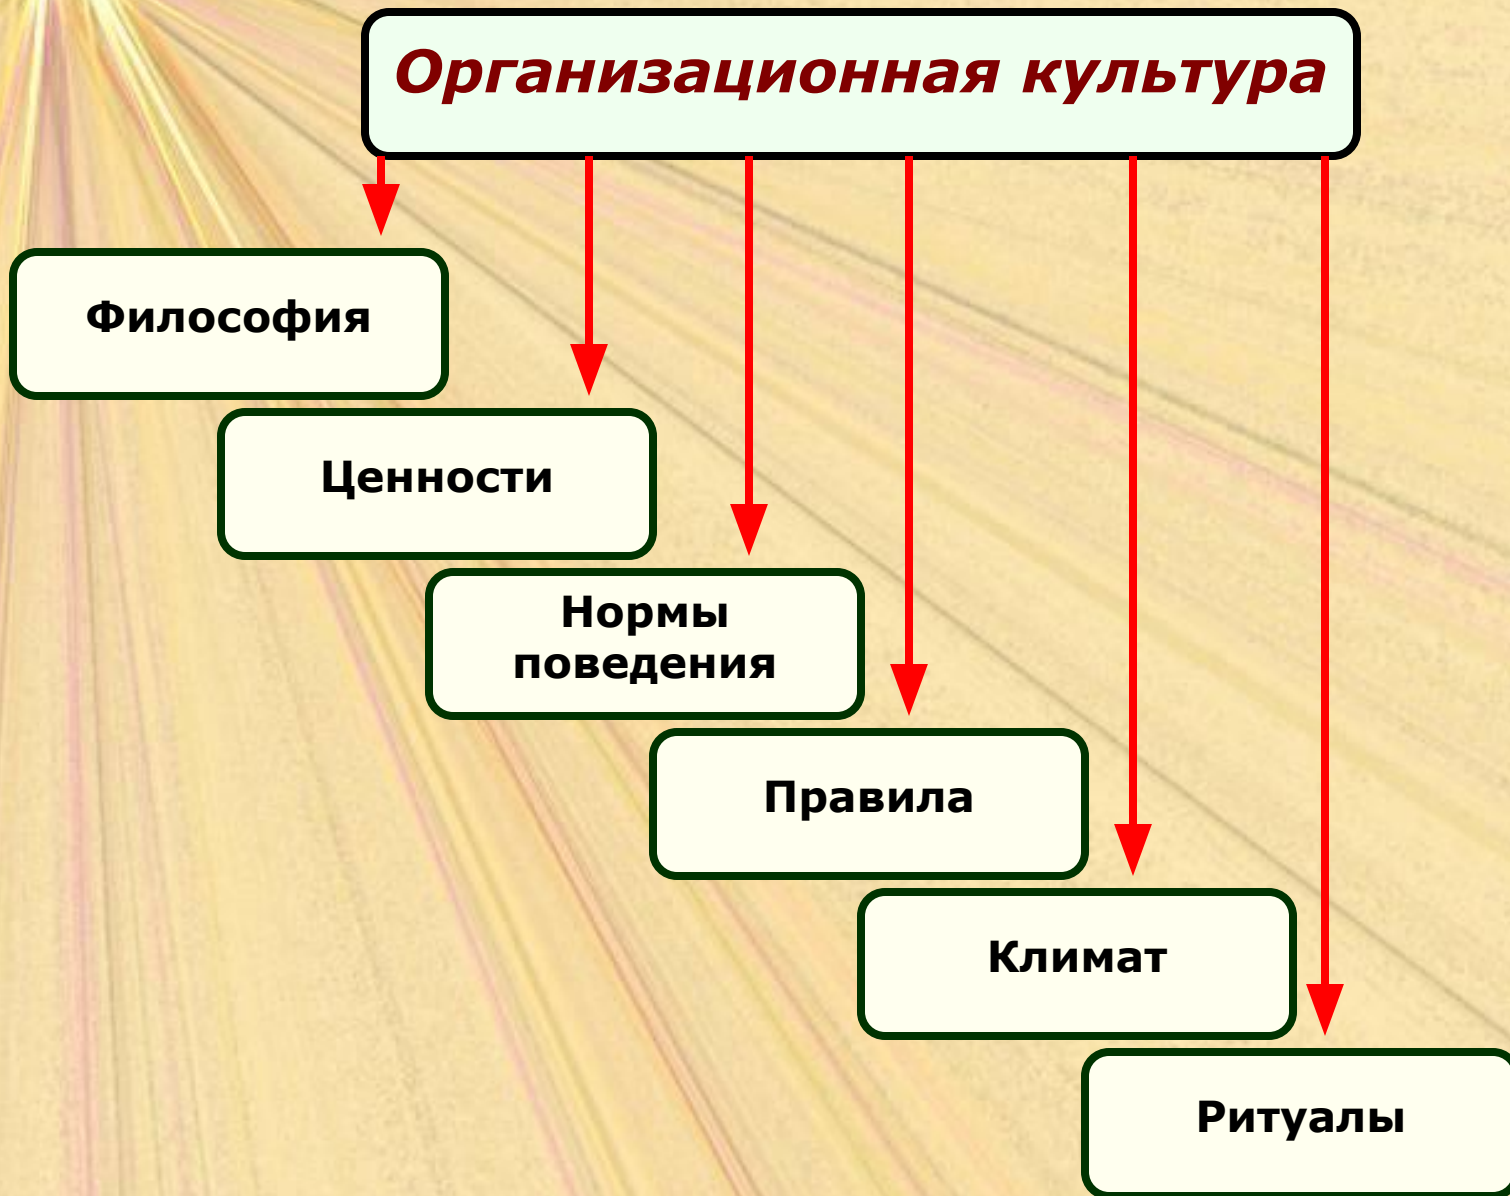 Организационная культура
Философия
Ценности
Нормы
поведения
Правила
Климат
Ритуалы